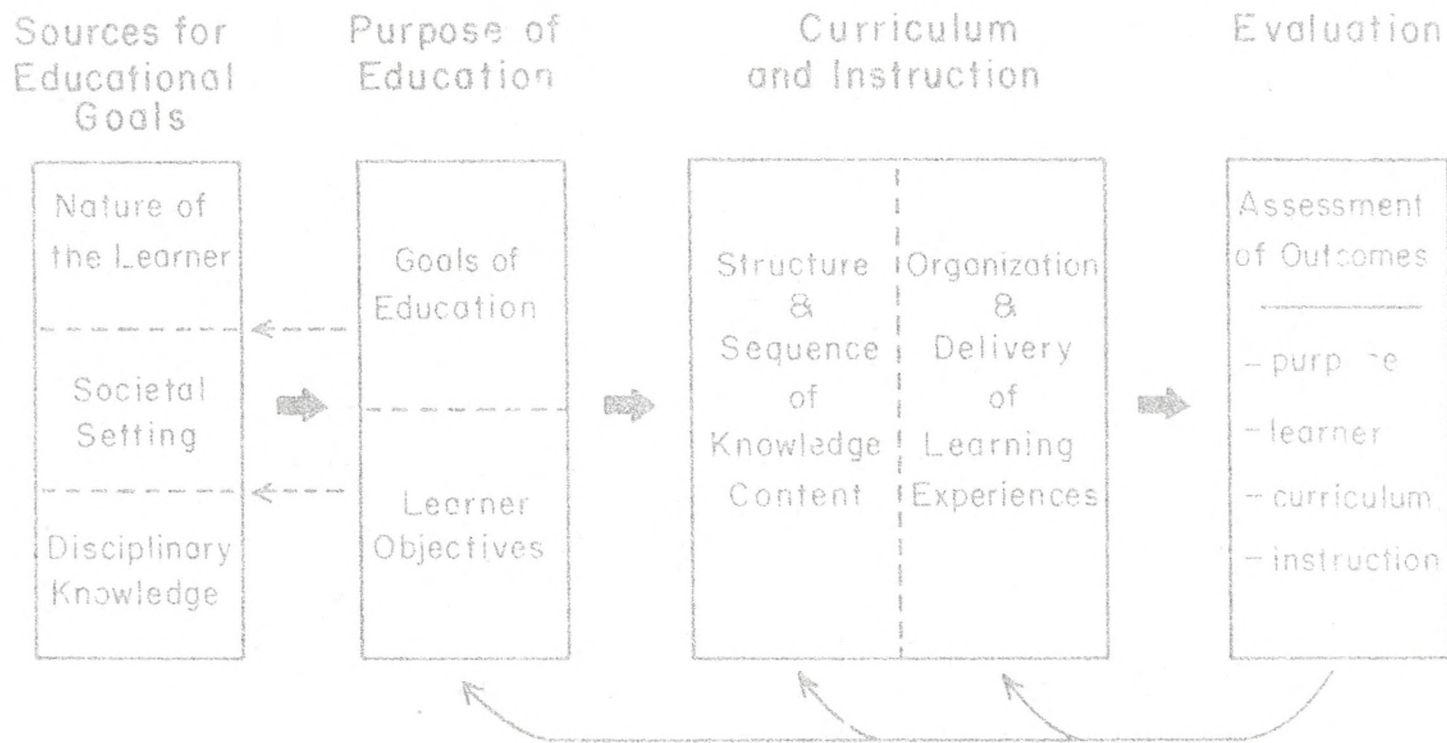 Sources for
Educational
Goals
Purpose of
Education
Curriculum
and Instruction
Evaluation
Nature of
the Learner
Societal
Setting
Disciplinary
Knowledge
Goals of
Education
Learner
Objectives
Structure
&
Sequence
of
Knowledge
Content
Organization
&
Delivery
of
Learning
Experiences
Assessment
of Outcomes
–
– learner
– curriculum
– instruction